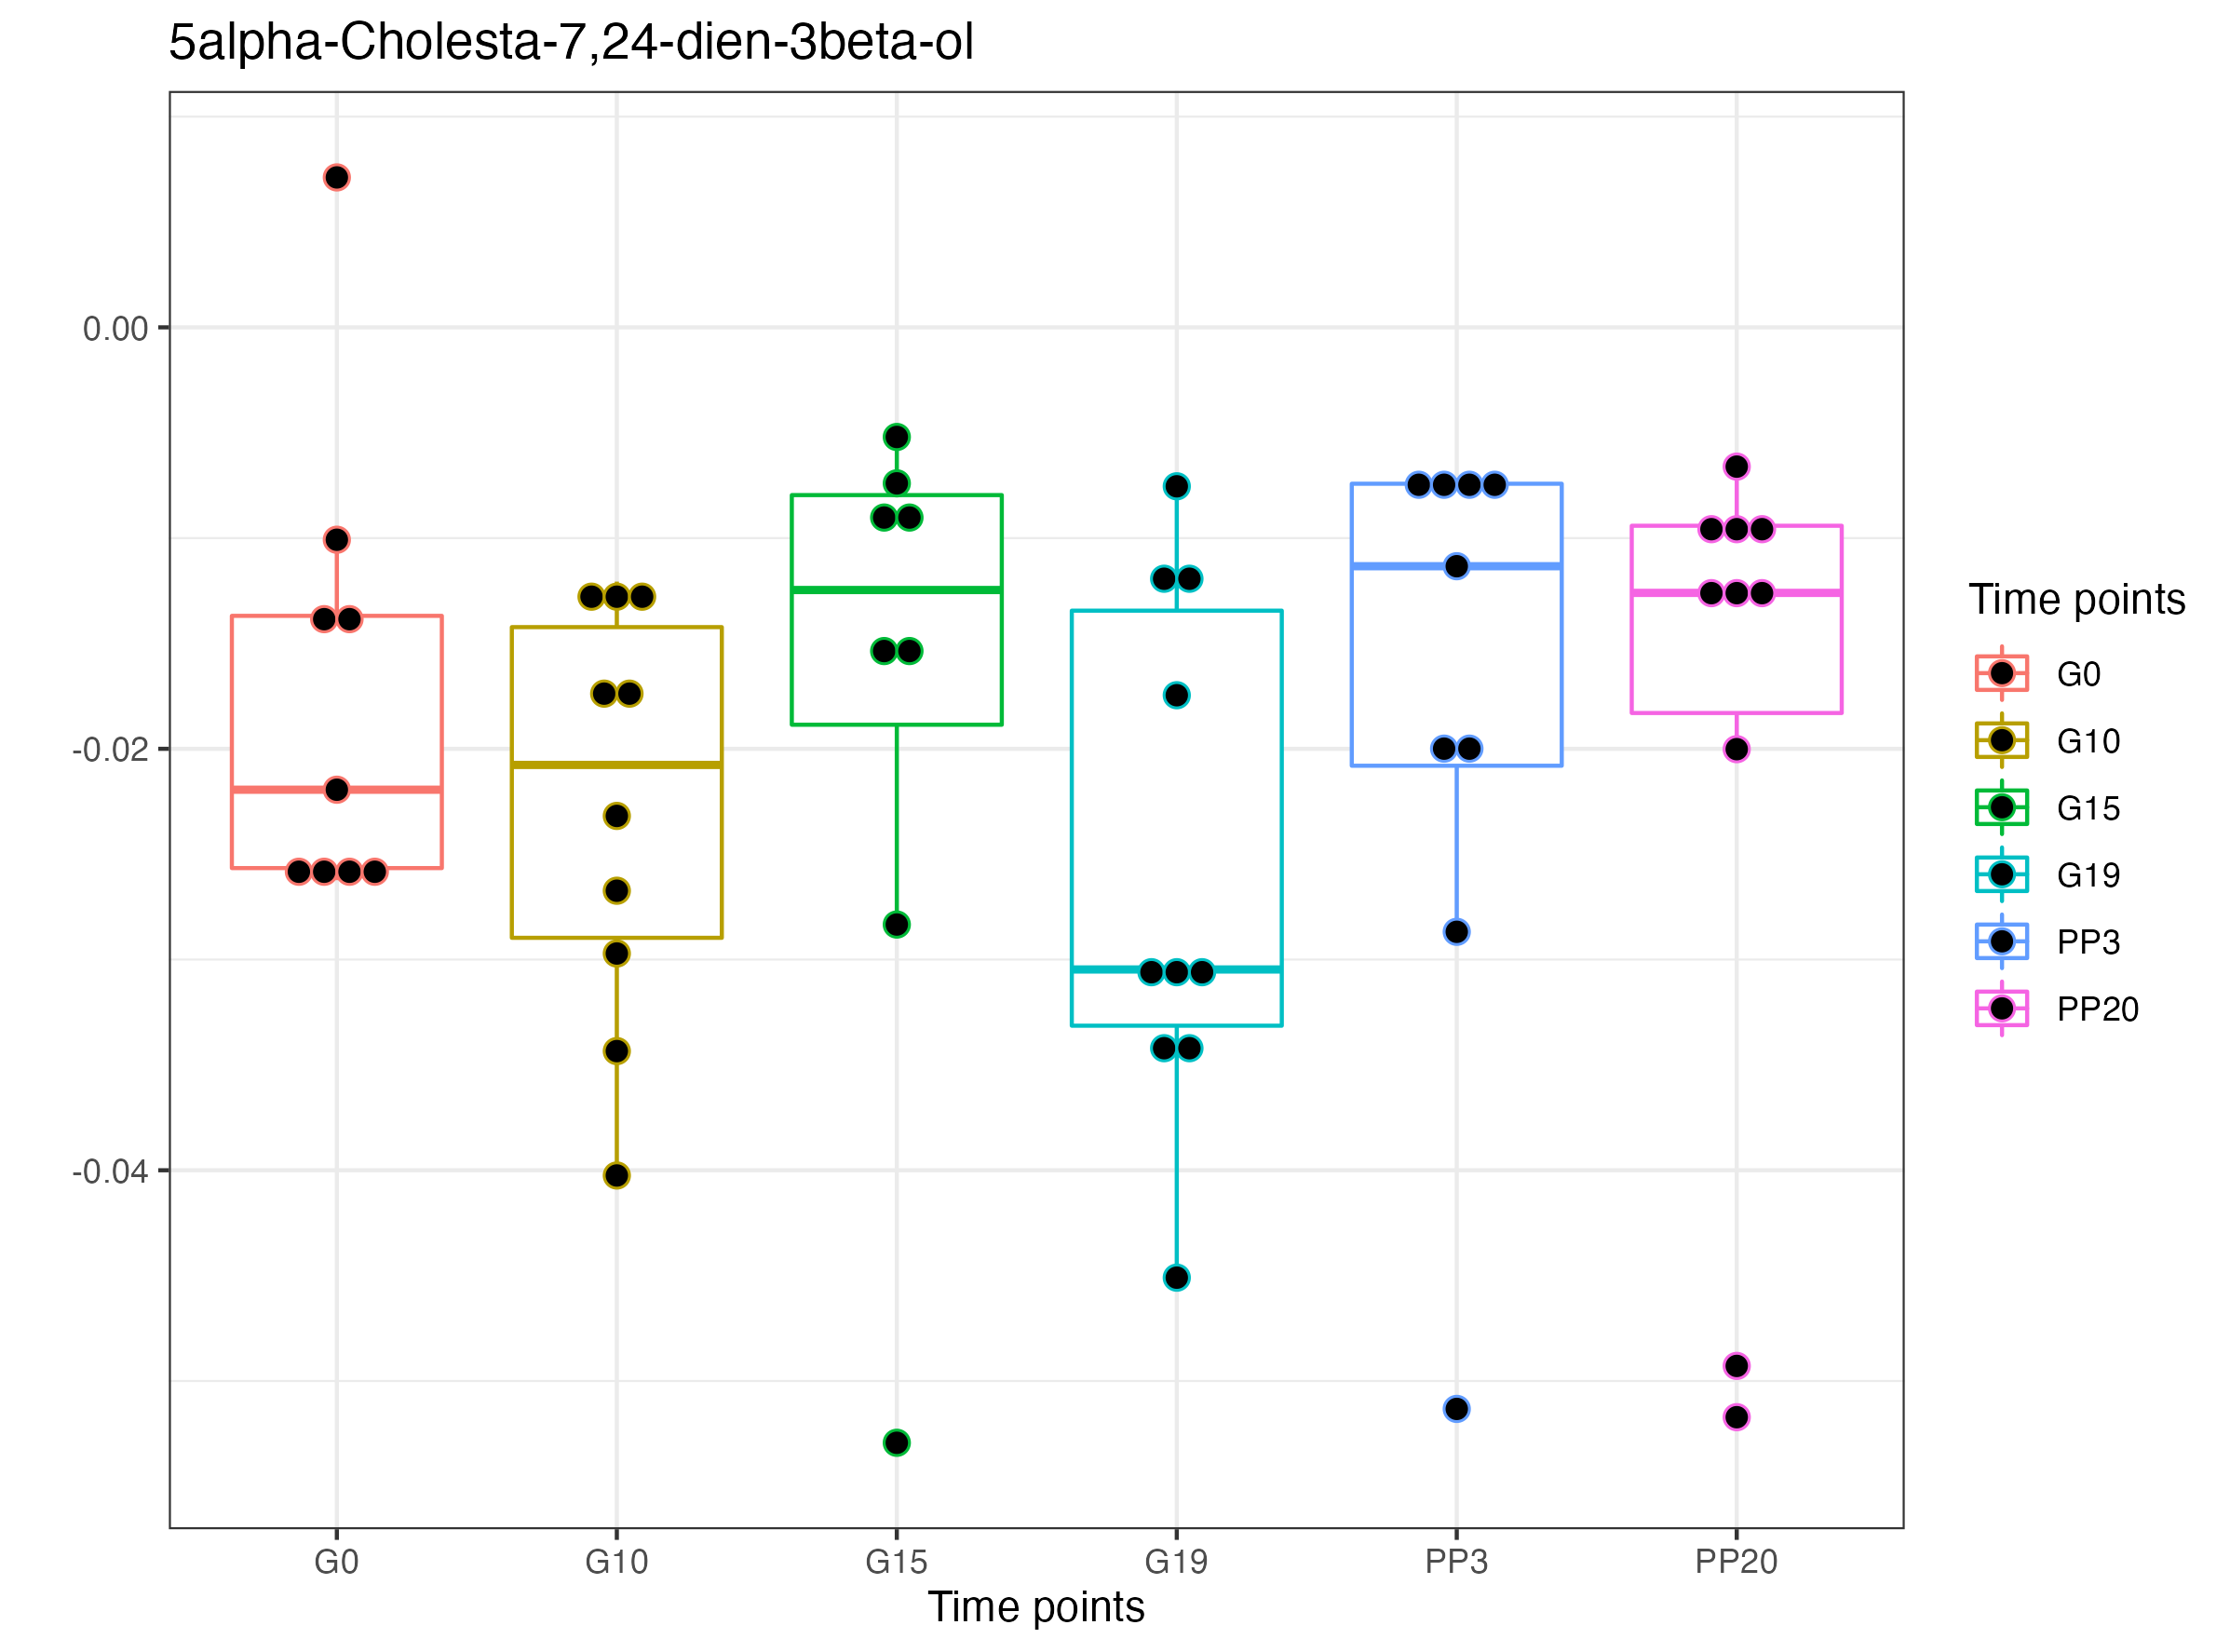 5alpha-Cholesta-7,24-dien-3beta-ol
0.00
-0.02
-0.04
G0 G10 G15 G19 PP3 PP20
Time points
Time points
G0
G10
G15
G19
PP3
PP20